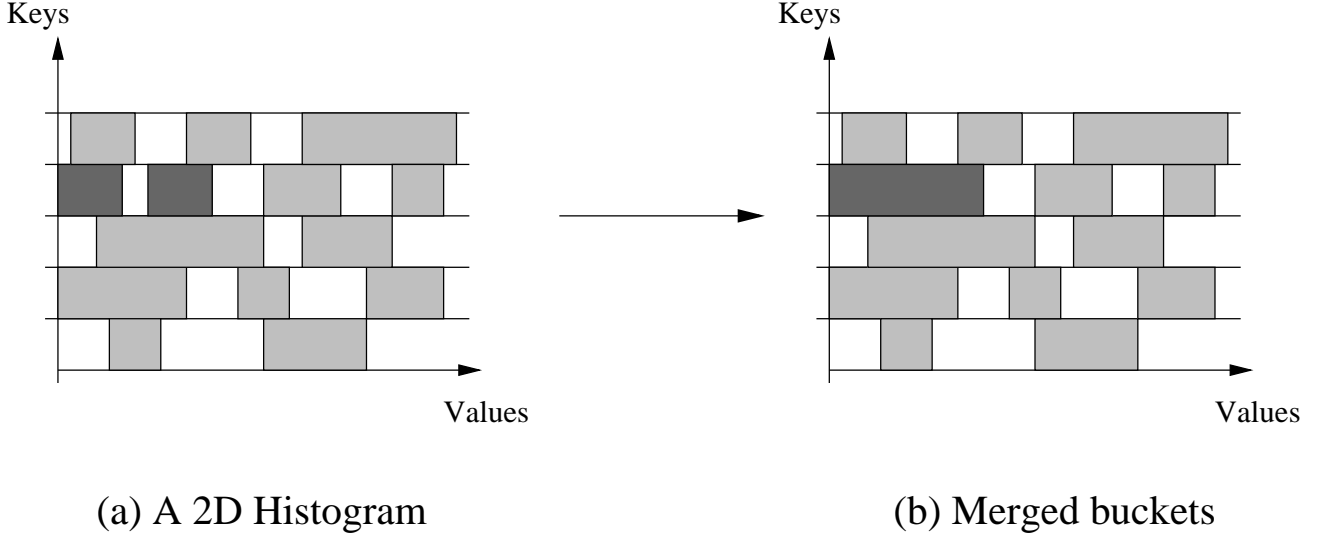 Keys
Keys
Values
Values
(a) A 2D Histogram
(b) Merged buckets